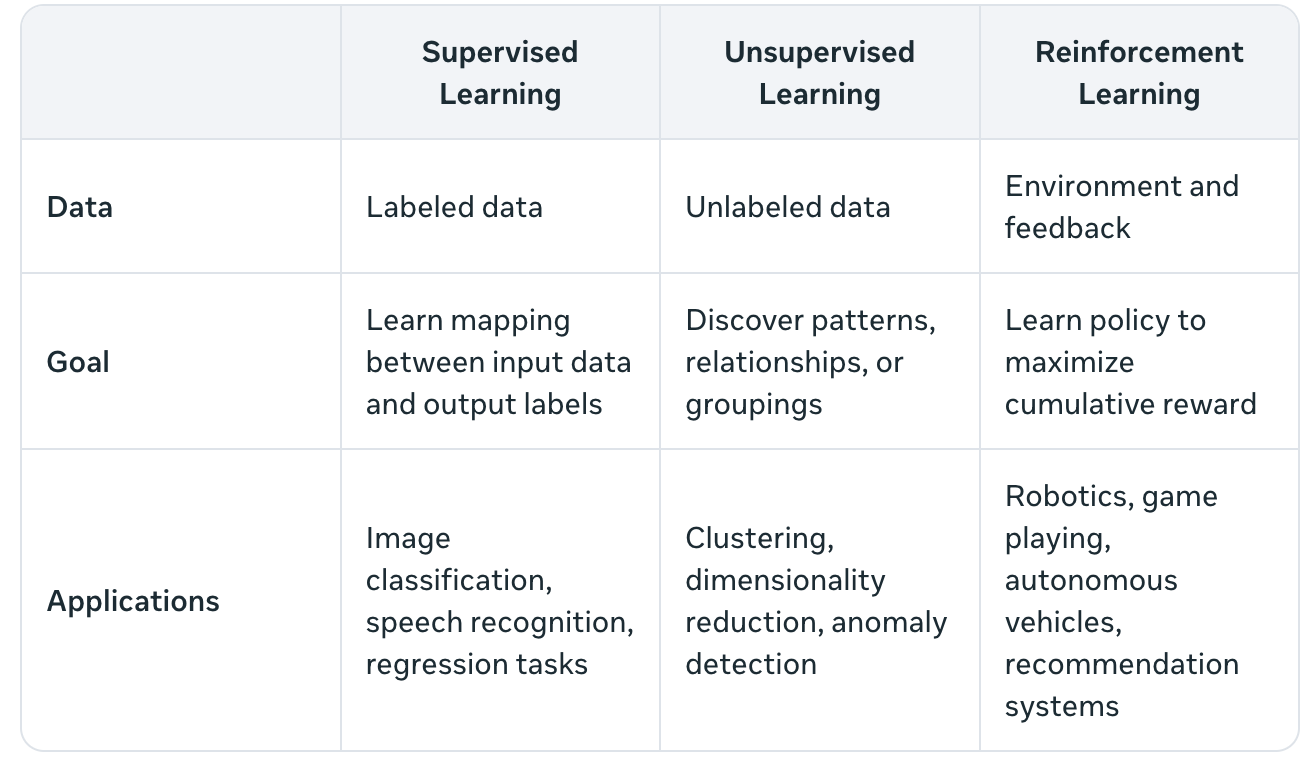 Supervised
Learning
Unsupervised
Learning
Reinforcement
Learning
Data
Labeled data
Unlabeled data
Environment and
feedback
Goal
Learn mapping
between input data
and output labels
Discover patterns,
relationships, or
groupings
Learn policy to
maximize
cumulative reward
Applications
Image
classification,
speech recognition,
regression tasks
Clustering,
dimensionality
reduction, anomaly
detection
Robotics, game
playing,
autonomous
vehicles,
recommendation
systems